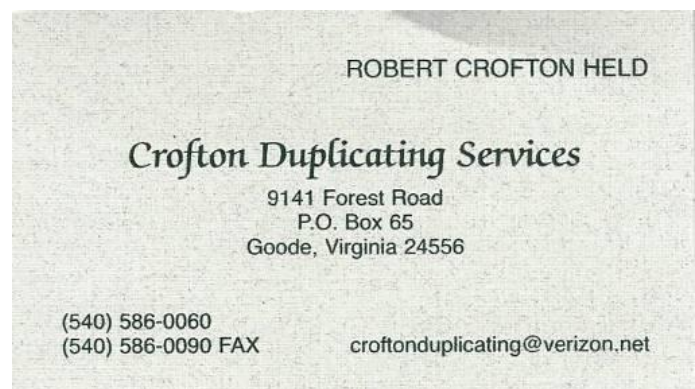 ROBERT CROFTON HELD
Crofton Duplicating Services
9141 Forest Road
P.O. Box 65
Goode, Virginia 24556
(540) 586-0060
(540) 586-0090 FAX
croftonduplicating@verizon.net